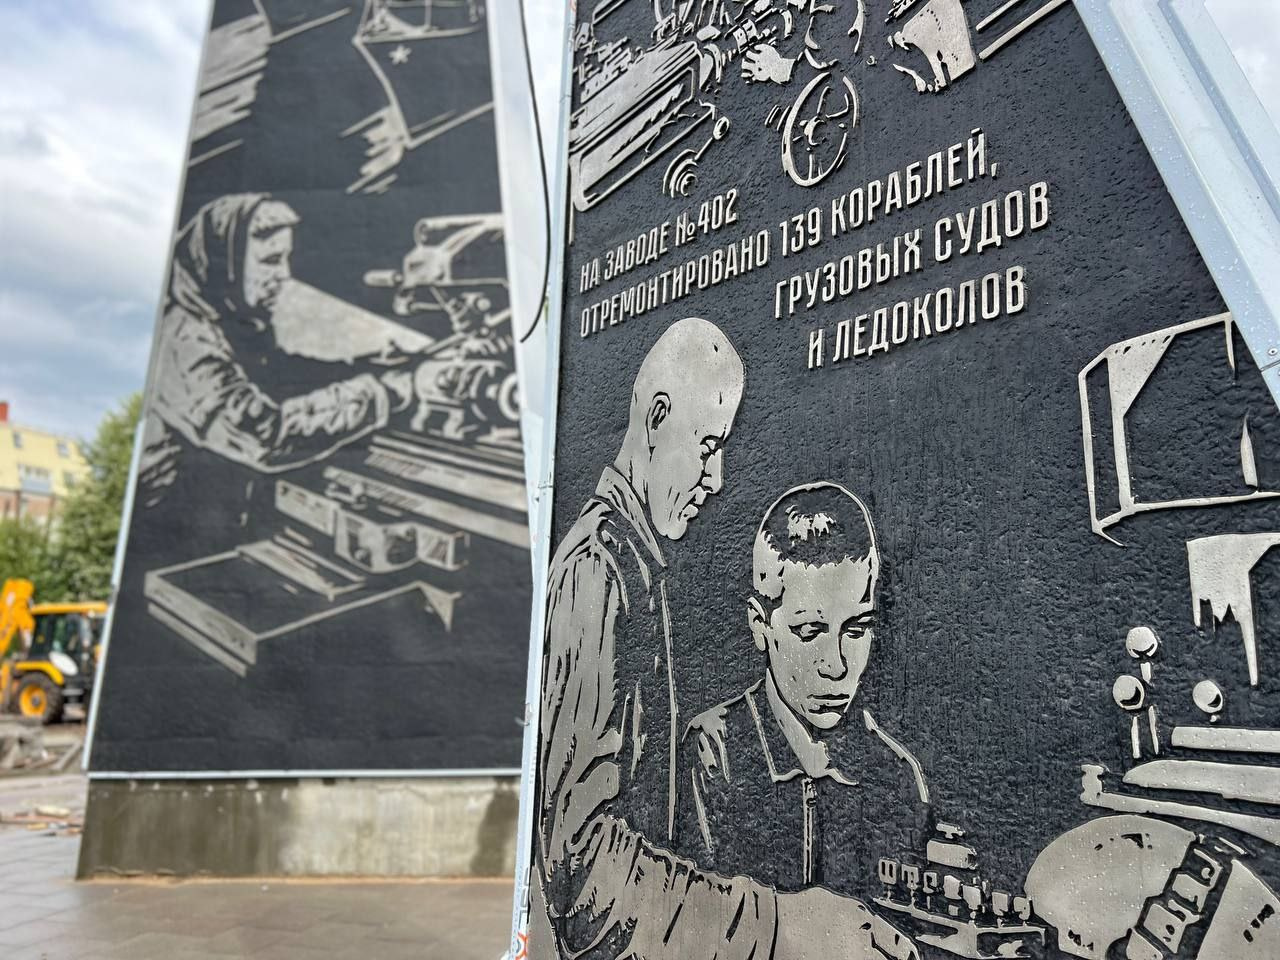 НА ЗАВОДЕ №402
ОТРЕМОНТИРОВАНО 139 КОРАБЛЕЙ,
ГРУЗОВЫХ СУДОВ
И ЛЕДОКОЛОВ